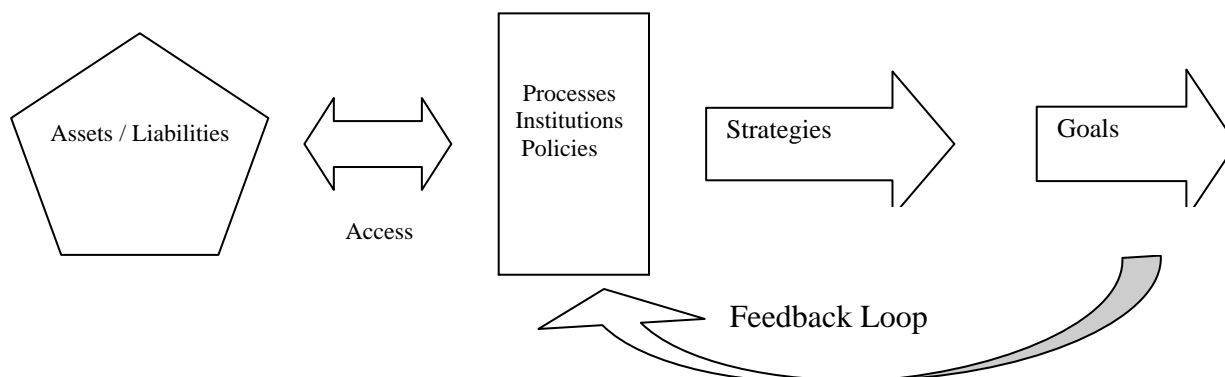 Assets / Liabilities
Access
Processes
Institutions
Policies
Strategies
Goals
Feedback Loop